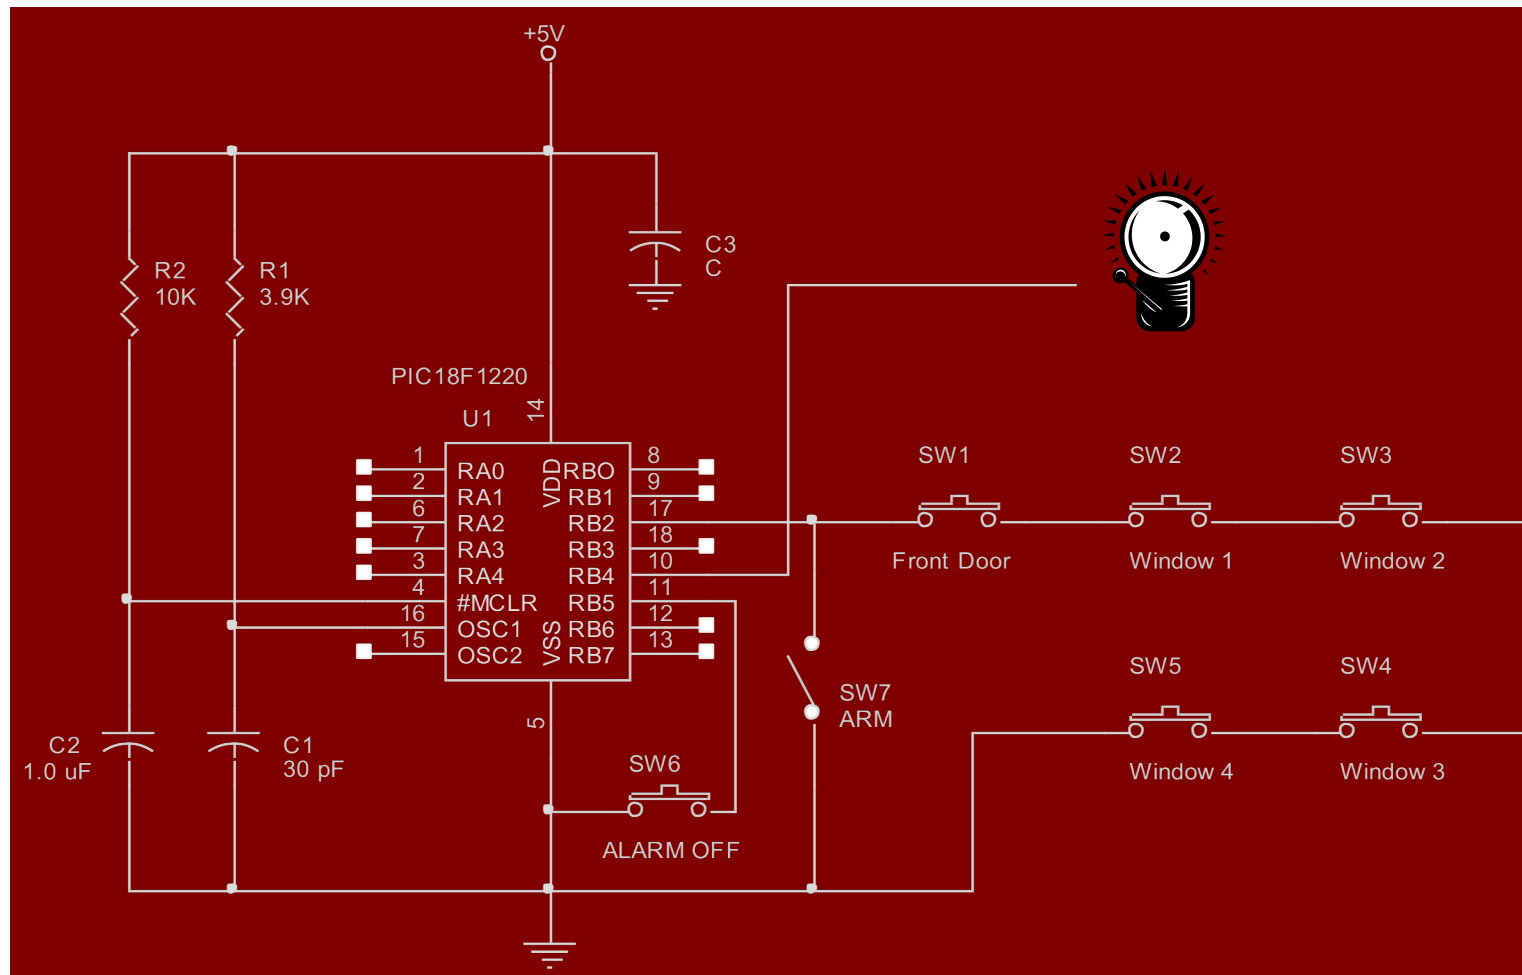 +5V
R2
10K
R1
3.9K
C3
C
PIC18F1220
U1
14
1 RA0
2 RA1
6 RA2
7 RA3
3 RA4
4 #MCLR
16 OSC1
15 OSC2
VDD
VSS
RBO 8
RB1 9
RB2 17
RB3 18
RB4 10
RB5 11
RB6 12
RB7 13
5
SW1
Front Door
SW2
Window 1
SW3
Window 2
SW5
Window 4
SW4
Window 3
SW7
ARM
C2
1.0 uF
C1
30 pF
SW6
ALARM OFF